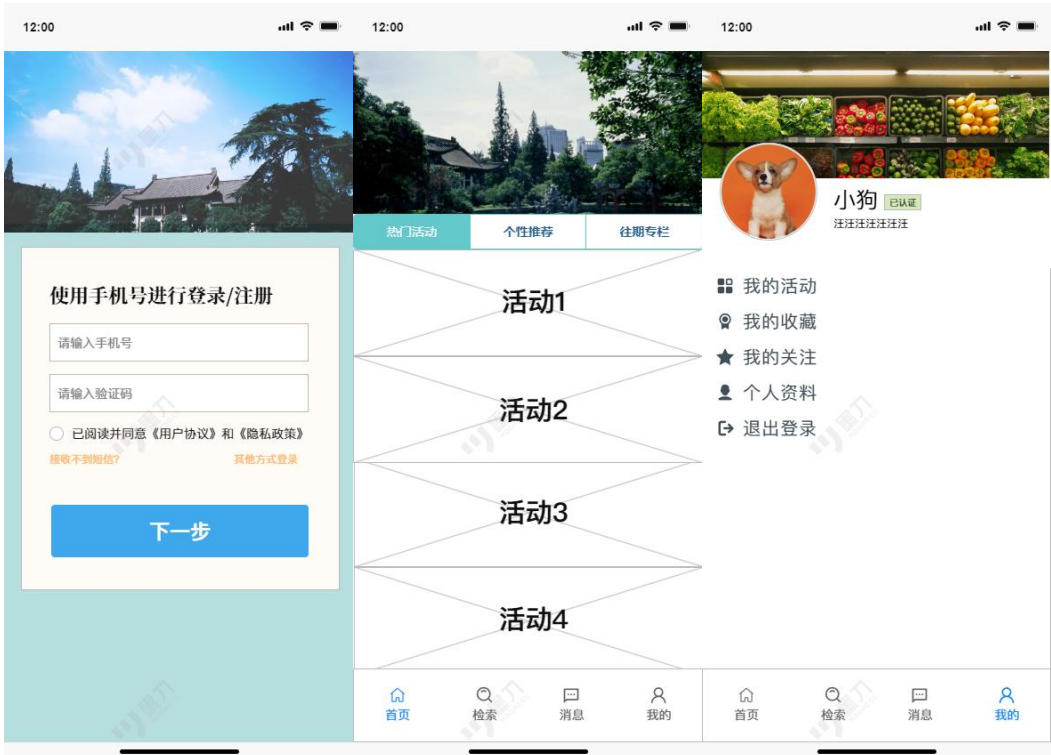 12:00
使用手机号进行登录/注册
请输入手机号
请输入验证码
已阅读并同意《用户协议》和《隐私政策》
接收不到短信?
其他方式登录
下一步
12:00
热门活动
个性推荐
往期专栏
活动1
活动2
活动3
活动4
首页
检索
消息
我的
12:00
小狗
已认证
汪汪汪汪汪汪汪
我的活动
我的收藏
我的关注
个人资料
退出登录
首页
检索
消息
我的